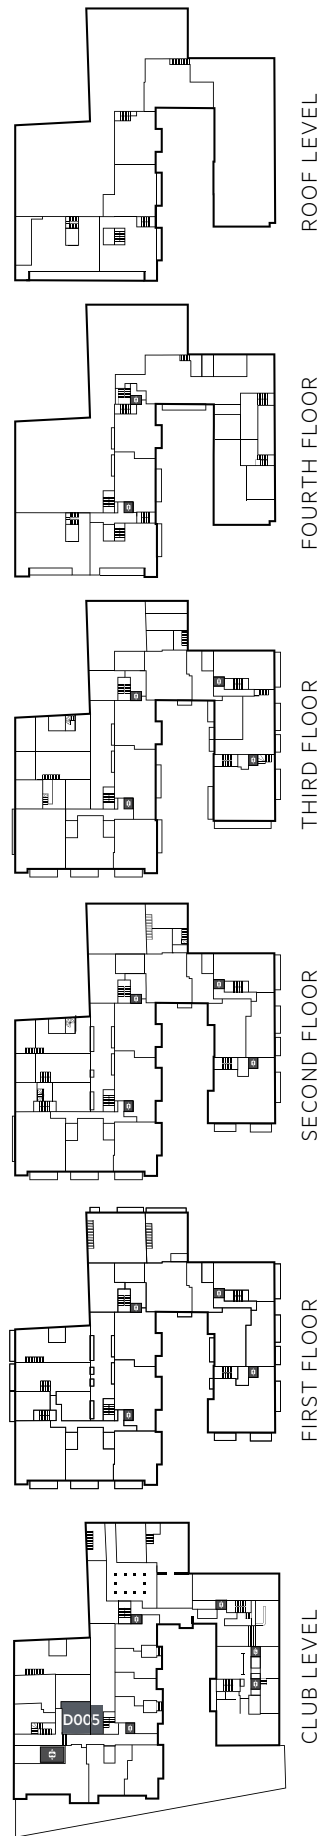 ROOF LEVEL
FOURTH FLOOR
THIRD FLOOR
SECOND FLOOR
FIRST FLOOR
CLUB LEVEL
D005